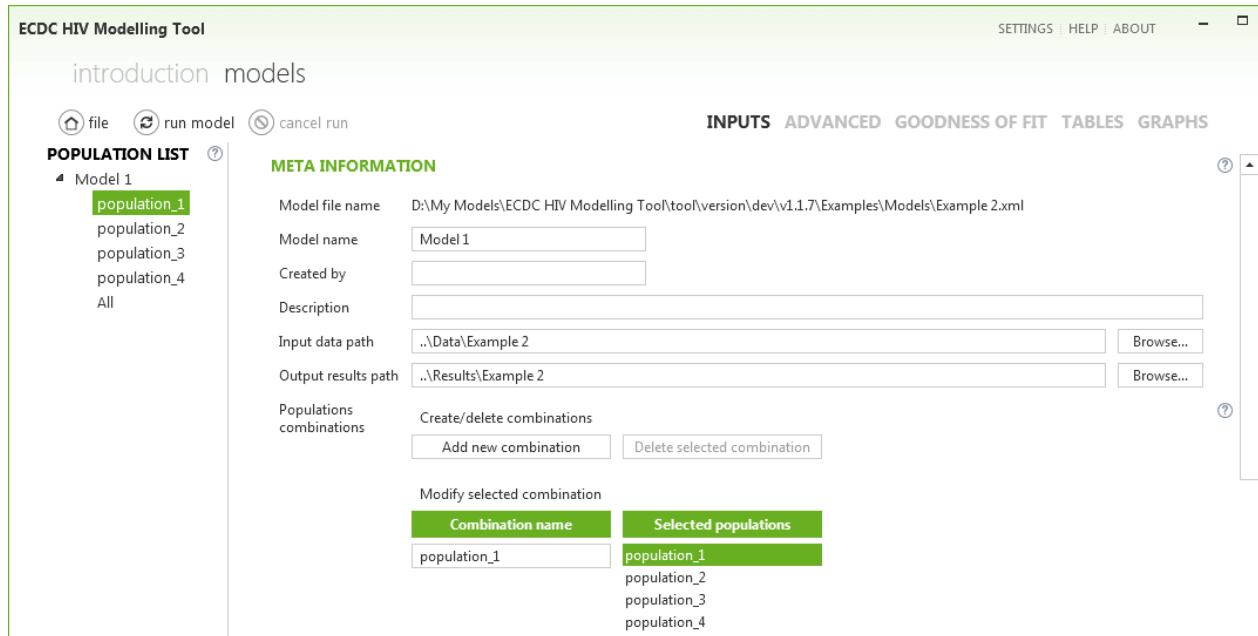 ECDC HIV Modelling Tool
SETTINGS HELP ABOUT
introduction models
file run model cancel run
INPUTS ADVANCED GOODNESS OF FIT TABLES GRAPHS
POPULATION LIST ?
Model 1
population_1
population_2
population_3
population_4
All
META INFORMATION ?
Model file name D:\My Models\ECDC HIV Modelling Tool\tool\version\dev\v1.1.7\Examples\Models\Example 2.xml
Model name Model 1
Created by
Description
Input data path ..\Data\Example 2 Browse...
Output results path ..\Results\Example 2 Browse...
Populations
combinations
Create/delete combinations ?
Add new combination Delete selected combination
Modify selected combination
Combination name Selected populations
population_1 population_1
population_2
population_3
population_4